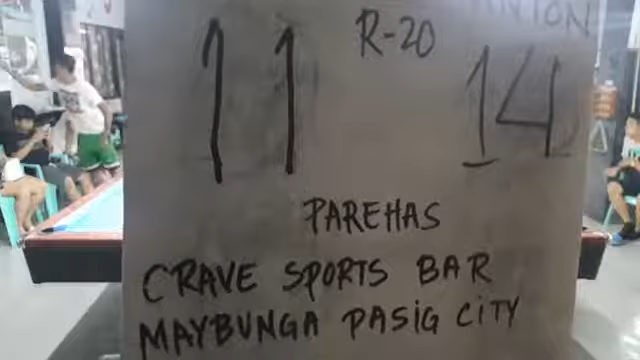 R-20
11 14
PAREHAS
CRAVE SPORTS BAR
MAYBUNGA PASIG CITY